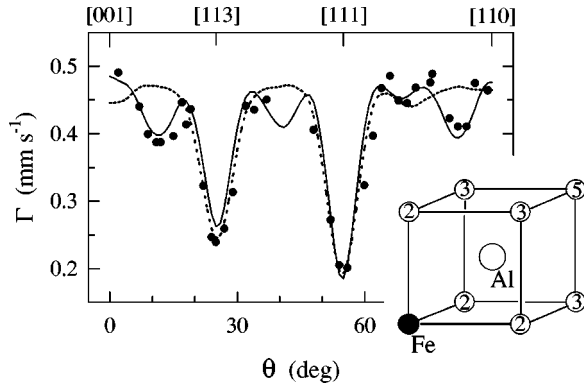 [001] [113] [111] [110]
0.5
0.4
0.3
0.2
Γ (mm s⁻¹)
0 30 60
θ (deg)
3 5
2 3
Al
2 3
2
Fe